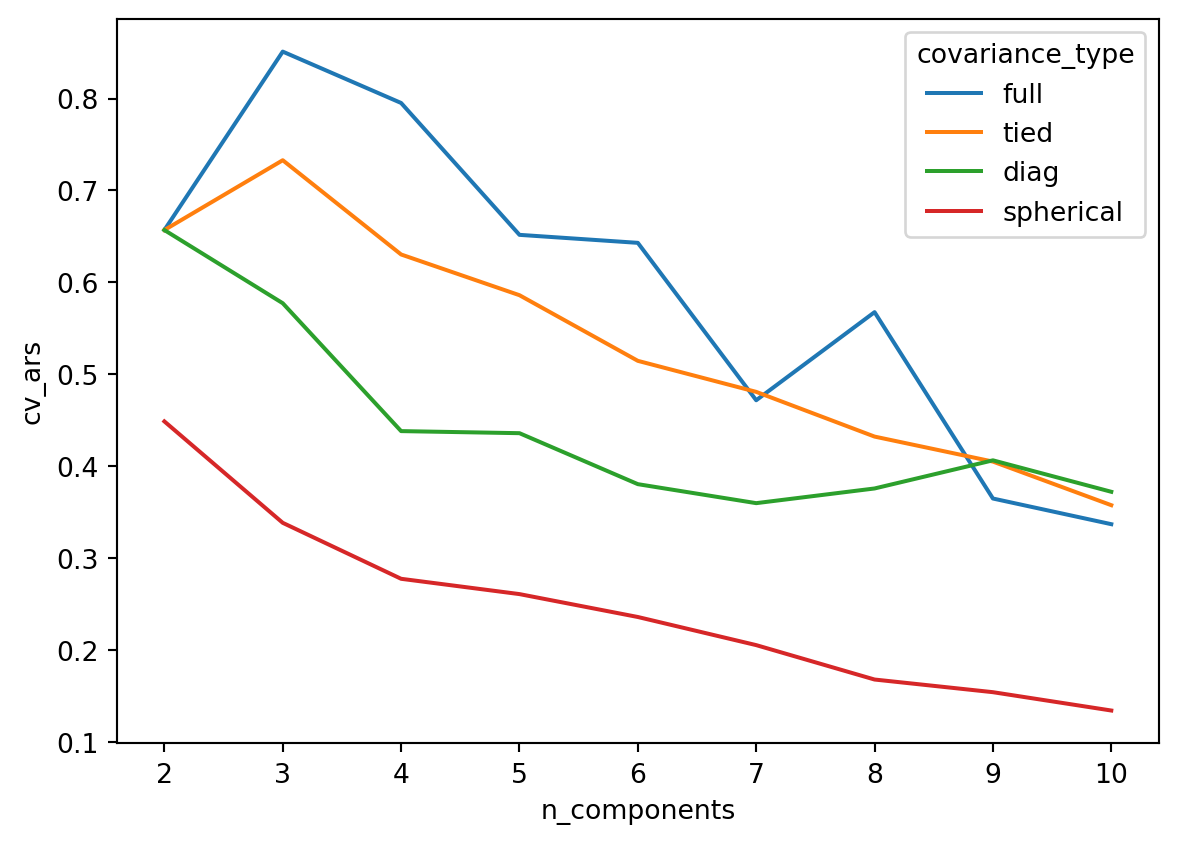 covariance_type
full
tied
diag
spherical
cv_ars
0.8
0.7
0.6
0.5
0.4
0.3
0.2
0.1
2 3 4 5 6 7 8 9 10
n_components